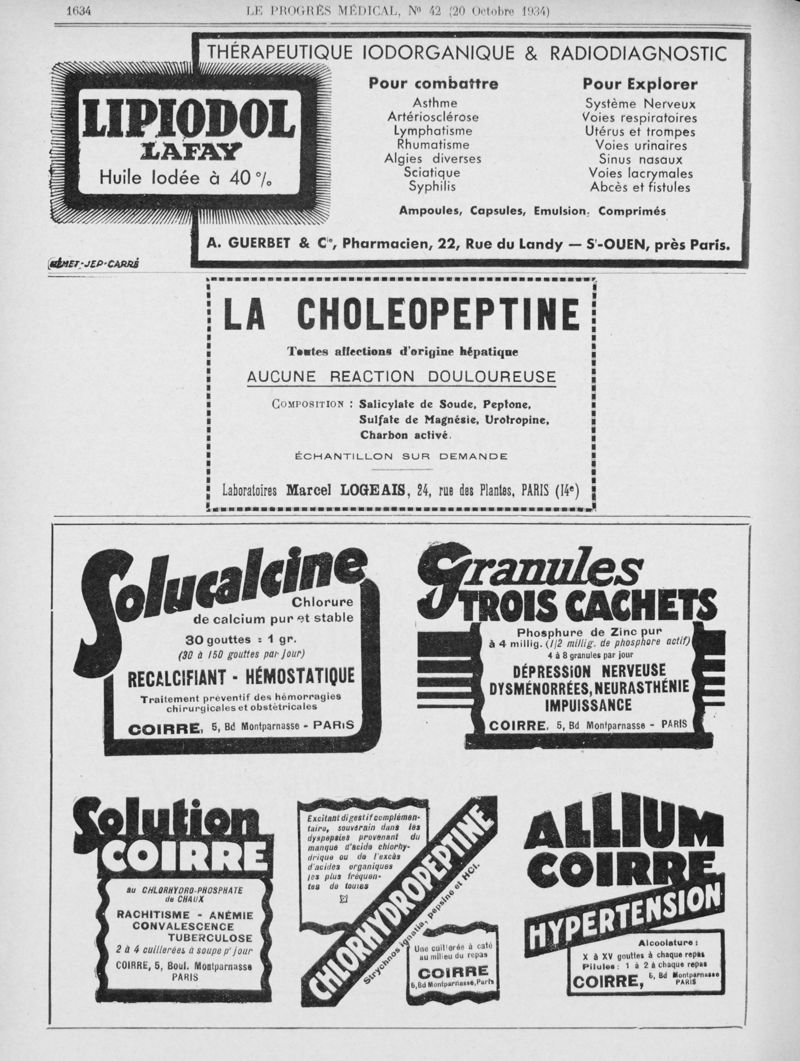 1634
LE PROGRÈS MÉDICAL, No 42 (20 Octobre 1934)
THÉRAPEUTIQUE IODORGANIQUE & RADIODIAGNOSTIC
LIPIODOL
LAFAY
Huile Iodée à 40 %
Pour combattre
Asthme
Artériosclérose
Lymphatisme
Rhumatisme
Algies diverses
Sciatique
Syphilis
Pour Explorer
Système Nerveux
Voies respiratoires
Utérus et trompes
Voies urinaires
Sinus nasaux
Voies lacrymales
Abcès et fistules
Ampoules, Capsules, Emulsion, Comprimés
A. GUERBET & Cie, Pharmacien, 22, Rue du Landy — St-OUEN, près Paris.
NÉMET-JEP-CARRÉ
LA CHOLEOPEPTINE
Toutes affections d'origine hépatique
AUCUNE REACTION DOULOUREUSE
COMPOSITION : Salicylate de Soude, Peptone,
Sulfate de Magnésie, Urotropine,
Charbon activé.
ÉCHANTILLON SUR DEMANDE
Laboratoires Marcel LOGEAIS, 24, rue des Plantes, PARIS (14e)
Solucalcine
Chlorure
de calcium pur et stable
30 gouttes = 1 gr.
(30 à 150 gouttes par jour)
RECALCIFIANT - HÉMOSTATIQUE
Traitement préventif des hémorragies
chirurgicales et obstétricales
COIRRE, 5, Bd Montparnasse - PARIS
Granules
TROIS CACHETS
Phosphure de Zinc pur
à 4 millig. (1/2 millig. de phosphore actif)
4 à 8 granules par jour
DÉPRESSION NERVEUSE
DYSMÉNORRÉES, NEURASTHÉNIE
IMPUISSANCE
COIRRE, 5, Bd Montparnasse - PARIS
Solution
COIRRE
au CHLORHYDRO-PHOSPHATE
de CHAUX
RACHITISME - ANÉMIE
CONVALESCENCE
TUBERCULOSE
2 à 4 cuillerées à soupe pr jour
COIRRE, 5, Boul. Montparnasse
PARIS
Excitant digestif complémen-
taire, souverain dans les
dyspepsies provenant du
manque d'acide chlorhy-
drique ou de l'excès
d'acides organiques
les plus fréquen-
tes de toutes
CHLORHYDROPEPTINE
Strychnos ignatia, pepsine et HCl.
Une cuillerée à café
au milieu du repas
COIRRE
5, Bd Montparnasse, Paris
ALLIUM
COIRRE
HYPERTENSION
Alcoolature :
X à XV gouttes à chaque repas
Pilules : 1 à 2 à chaque repas
COIRRE, 5, Bd Montparnasse
PARIS